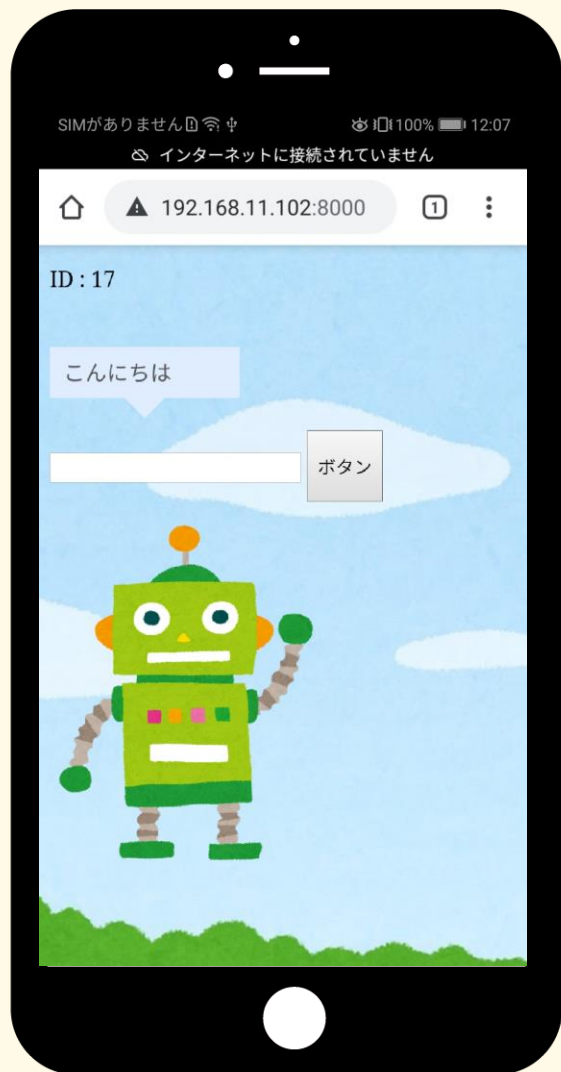 SIMがありません 100% 12:07
インターネットに接続されていません
192.168.11.102:8000 1
ID : 17
こんにちは
ボタン